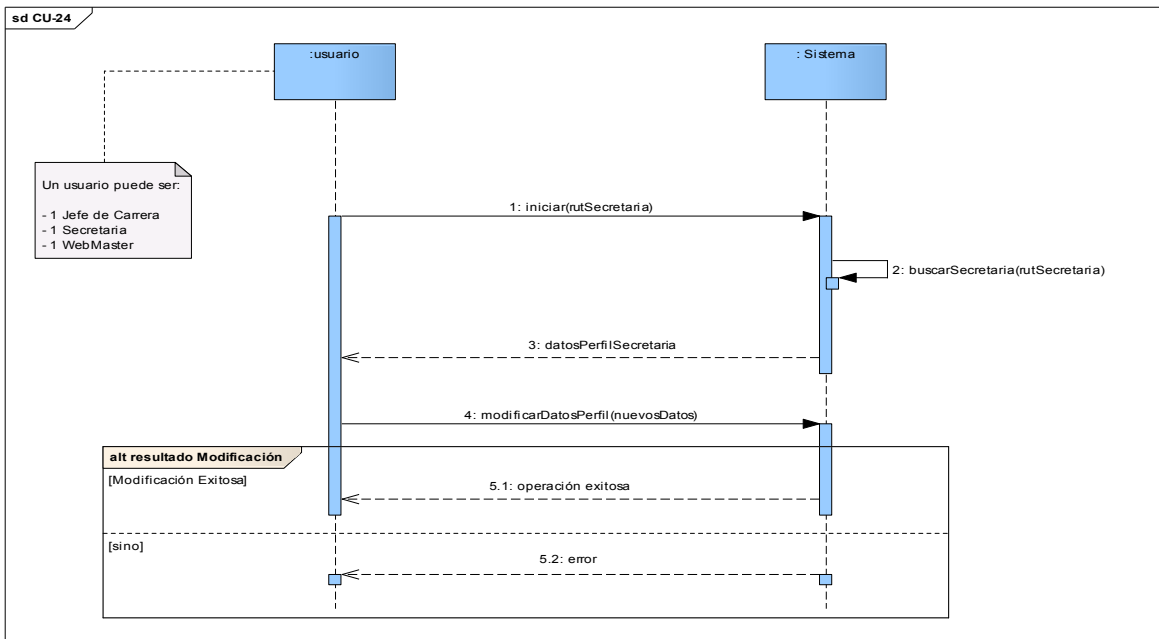 sd CU-24
:usuario
: Sistema
Un usuario puede ser:
- 1 Jefe de Carrera
- 1 Secretaria
- 1 WebMaster
1: iniciar(rutSecretaria)
2: buscarSecretaria(rutSecretaria)
3: datosPerfilSecretaria
4: modificarDatosPerfil(nuevosDatos)
alt resultado Modificación
[Modificación Exitosa]
5.1: operación exitosa
[sino]
5.2: error